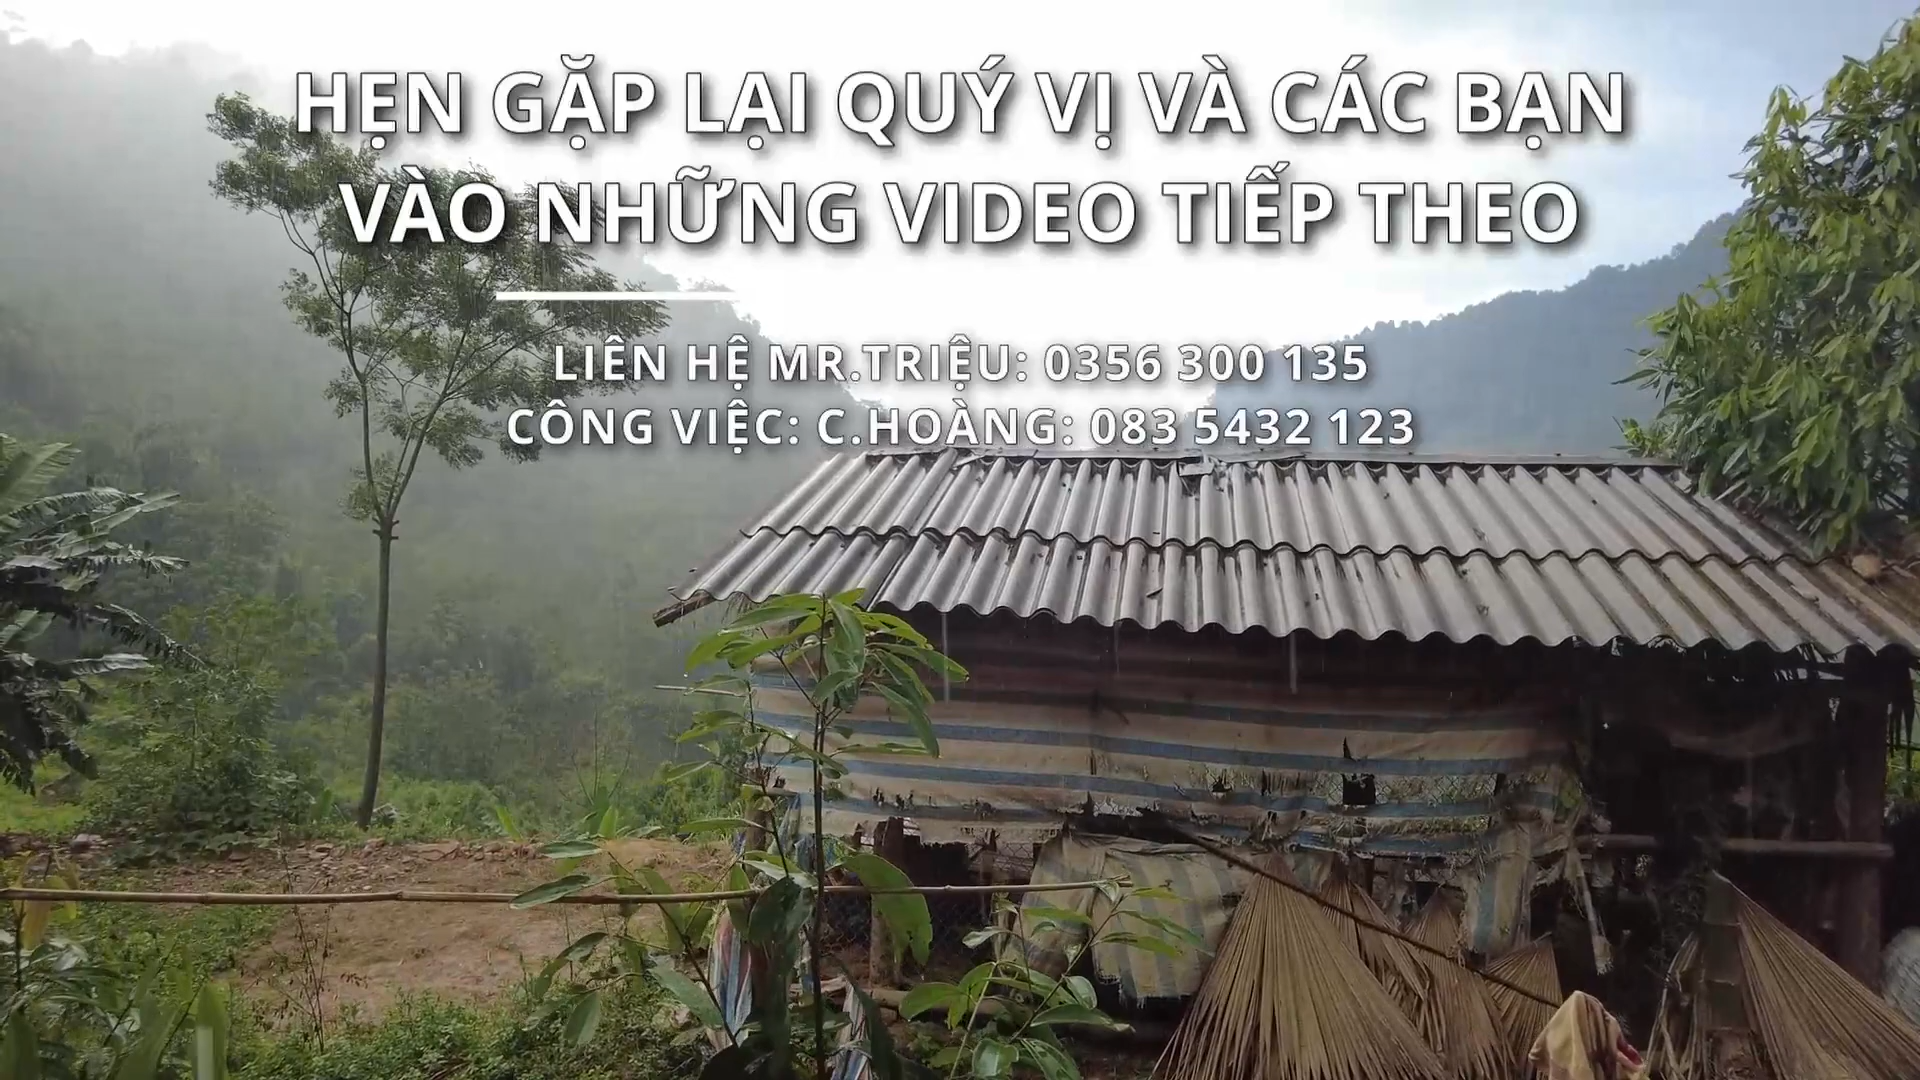 HẸN GẶP LẠI QUÝ VỊ VÀ CÁC BẠN
VÀO NHỮNG VIDEO TIẾP THEO
LIÊN HỆ MR.TRIỆU: 0356 300 135
CÔNG VIỆC: C.HOÀNG: 083 5432 123